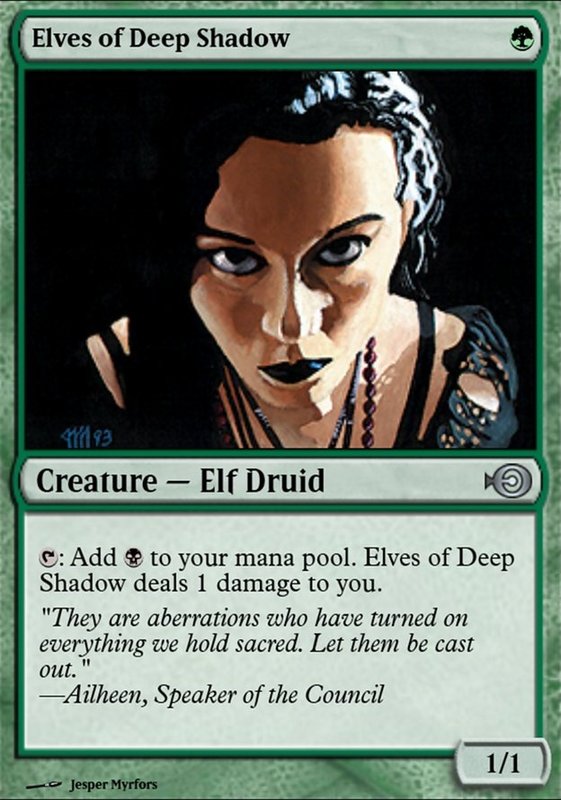 Elves of Deep Shadow
93
Creature — Elf Druid
: Add to your mana pool. Elves of Deep
Shadow deals 1 damage to you.
"They are aberrations who have turned on
everything we hold sacred. Let them be cast
out."
—Ailheen, Speaker of the Council
1/1
Jesper Myrfors